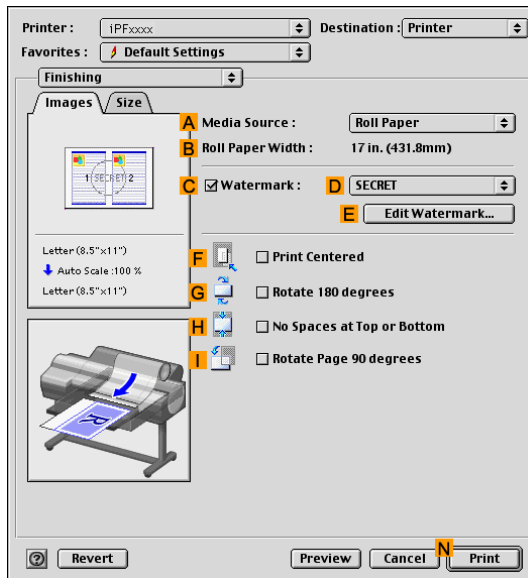 Printer : iPFxxxx Destination : Printer
Favorites : Default Settings
Finishing
Images Size
A Media Source : Roll Paper
B Roll Paper Width : 17 in. (431.8mm)
1 SECRET 2
C Watermark : D SECRET
E Edit Watermark...
Letter (8.5"x11")
Auto Scale :100 %
Letter (8.5"x11")
F Print Centered
G Rotate 180 degrees
H No Spaces at Top or Bottom
I Rotate Page 90 degrees
R
? Revert Preview Cancel N Print